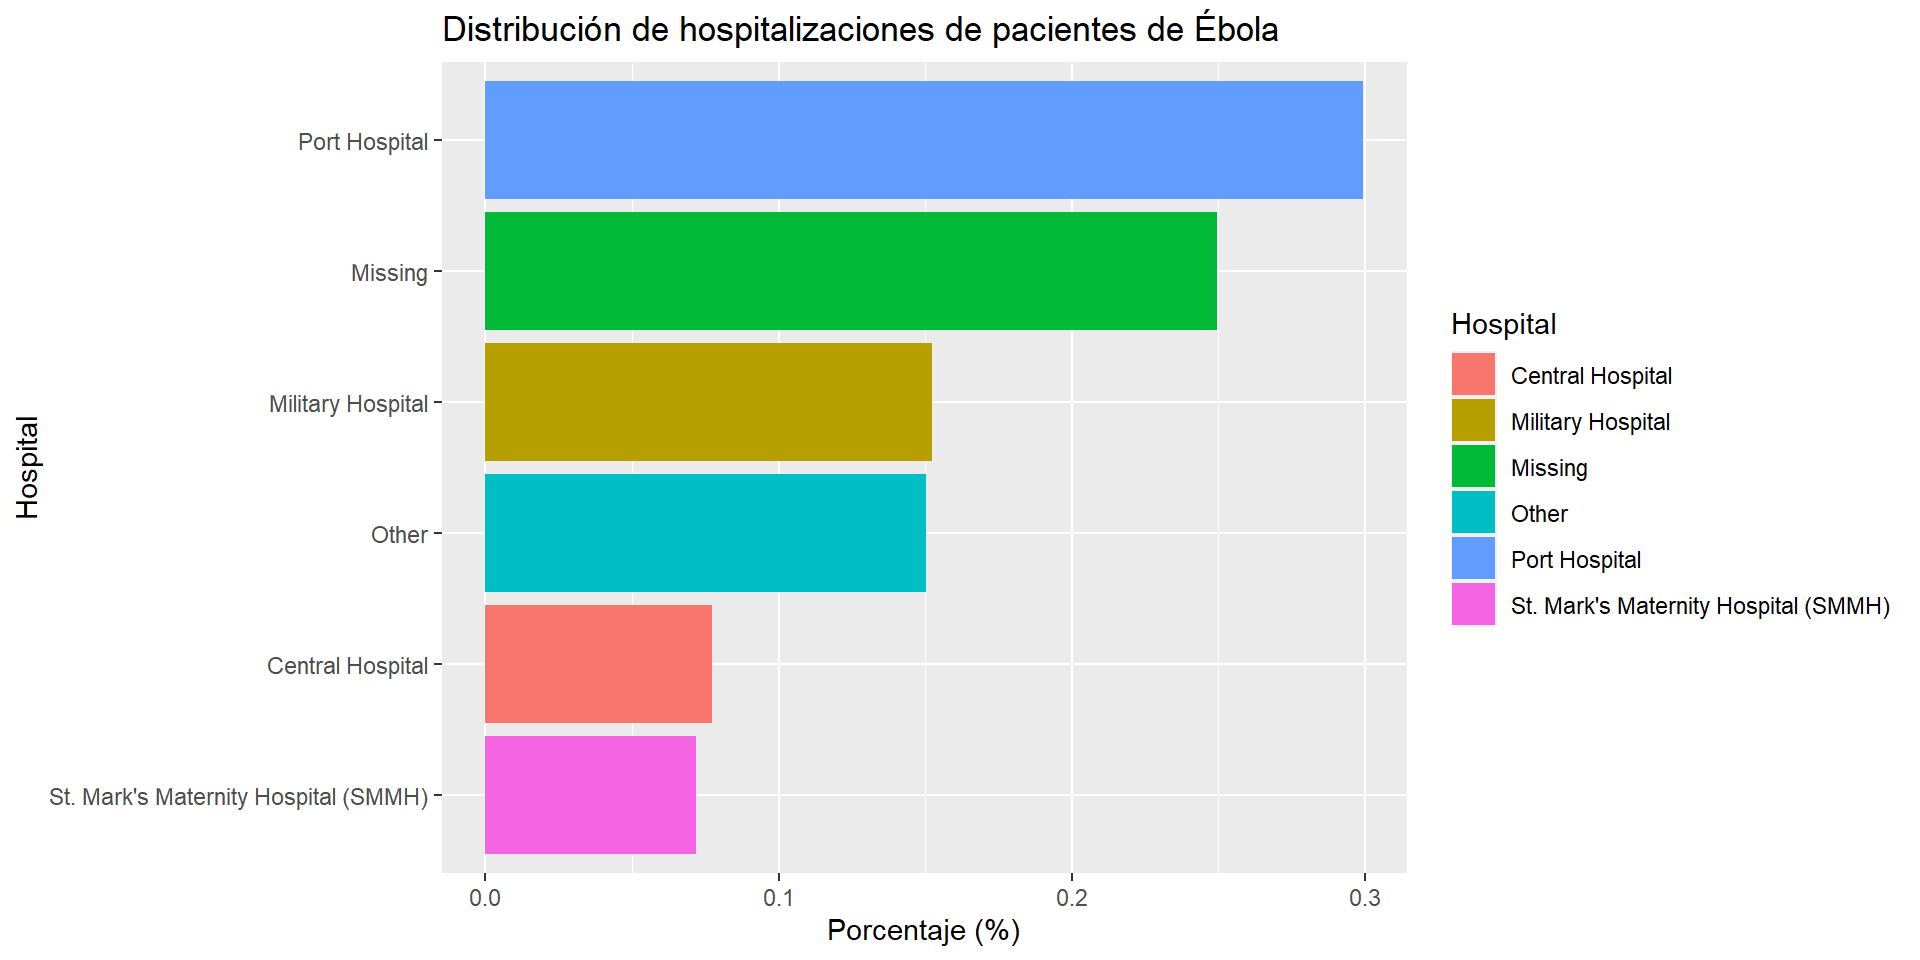 Distribución de hospitalizaciones de pacientes de Ébola
Hospital
Port Hospital
Missing
Military Hospital
Other
Central Hospital
St. Mark's Maternity Hospital (SMMH)
0.0
0.1
0.2
0.3
Porcentaje (%)
Hospital
Central Hospital
Military Hospital
Missing
Other
Port Hospital
St. Mark's Maternity Hospital (SMMH)